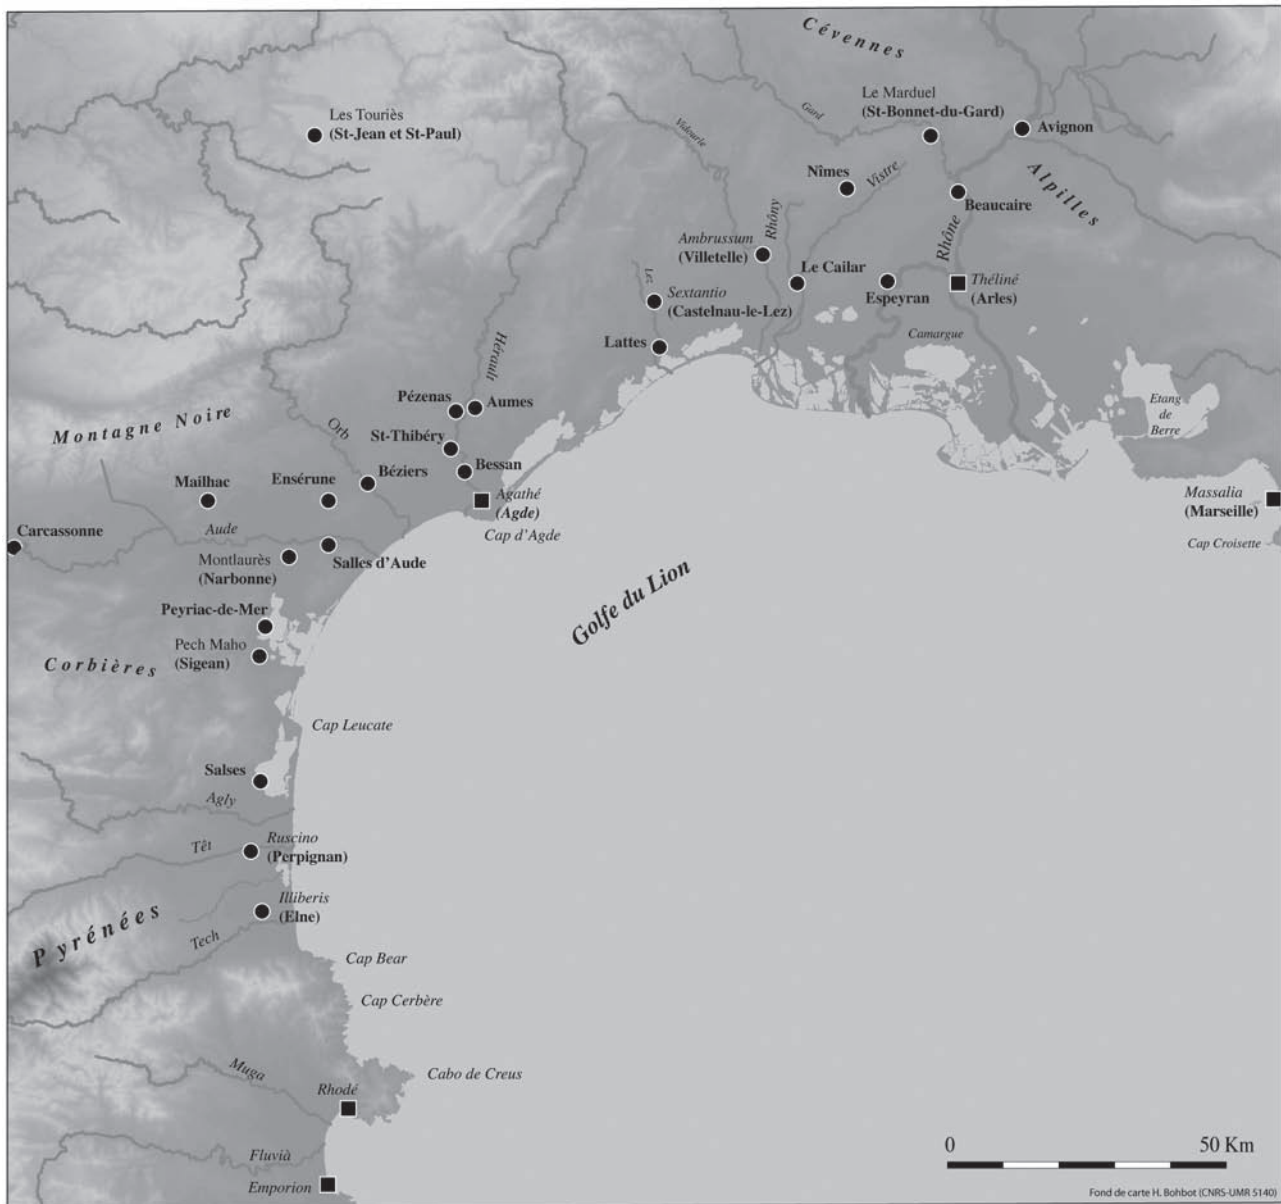 Cévennes
Les Touriès
(St-Jean et St-Paul)
Vidourle
Gard
Le Marduel
(St-Bonnet-du-Gard)
Avignon
Alpilles
Nîmes
Vistre
Beaucaire
Rhône
Rhôny
Ambrussum
(Villetelle)
Le Cailar
Espeyran
Théliné
(Arles)
Lez
Sextantio
(Castelnau-le-Lez)
Lattes
Camargue
Hérault
Etang
de
Berre
Pézenas
Aumes
Montagne Noire
Orb
St-Thibéry
Bessan
Béziers
Ensérune
Mailhac
Agathé
(Agde)
Cap d'Agde
Massalia
(Marseille)
Cap Croisette
Carcassonne
Aude
Montlaurès
(Narbonne)
Salles d'Aude
Golfe du Lion
Peyriac-de-Mer
Pech Maho
(Sigean)
Corbières
Cap Leucate
Salses
Agly
Têt
Ruscino
(Perpignan)
Illiberis
(Elne)
Pyrénées
Tech
Cap Bear
Cap Cerbère
Muga
Cabo de Creus
Rhodé
Fluvià
Emporion
0 50 Km
Fond de carte H. Bohbot (CNRS-UMR 5140)